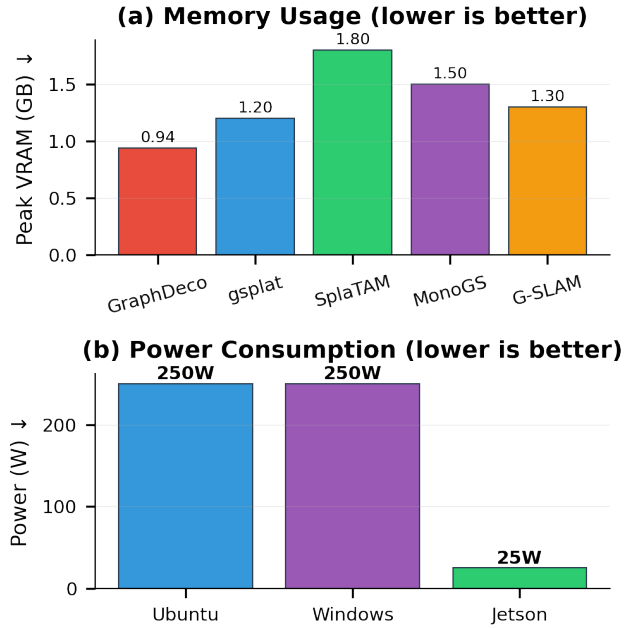 (a) Memory Usage (lower is better)
Peak VRAM (GB) ↓
1.5
1.0
0.5
0.0
0.94
1.20
1.80
1.50
1.30
GraphDeco
gsplat
SplaTAM
MonoGS
G-SLAM
(b) Power Consumption (lower is better)
Power (W) ↓
200
100
0
250W
250W
25W
Ubuntu
Windows
Jetson